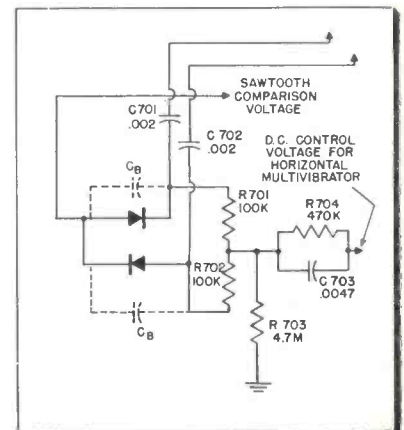 SAWTOOTH
COMPARISON
VOLTAGE
C701
.002
C 702
.002
D.C. CONTROL
VOLTAGE FOR
HORIZONTAL
MULTIVIBRATOR
CB
R701
100K
R704
470K
R702
100K
C 703
.0047
CB
R 703
4.7M